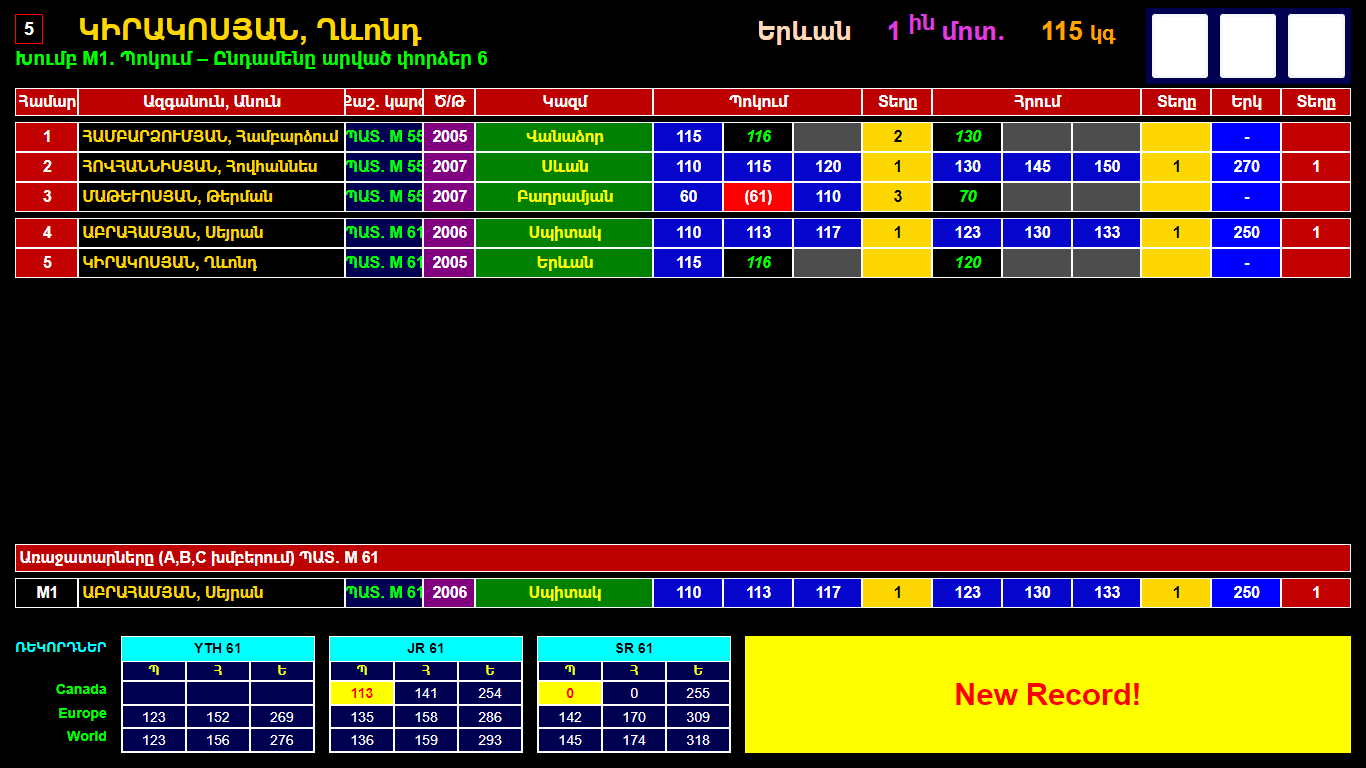 5 ԿԻՐԱԿՈՍՅԱՆ, Ղևոնդ Երևան 1 ին մոտ. 115 կգ
Խումբ M1. Պոկում – Ընդամենը արված փորձեր 6
Համար Ազգանուն, Անուն Քաշ. կարգ Ծ/Թ Կազմ Պոկում Տեղը Հրում Տեղը Երկ Տեղը
1 ՀԱՄԲԱՐՁՈՒՄՅԱՆ, Համբարձում ՊԱՏ. M 55 2005 Վանաձոր 115 116 2 130 -
2 ՀՈՎՀԱՆՆԻՍՅԱՆ, Հովհաննես ՊԱՏ. M 55 2007 Սևան 110 115 120 1 130 145 150 1 270 1
3 ՄԱԹԵՒՈՍՅԱՆ, Թերման ՊԱՏ. M 55 2007 Բաղրամյան 60 (61) 110 3 70 -
4 ԱԲՐԱՀԱՄՅԱՆ, Սեյրան ՊԱՏ. M 61 2006 Սպիտակ 110 113 117 1 123 130 133 1 250 1
5 ԿԻՐԱԿՈՍՅԱՆ, Ղևոնդ ՊԱՏ. M 61 2005 Երևան 115 116 120 -
Առաջատարները (A,B,C խմբերում) ՊԱՏ. M 61
M1 ԱԲՐԱՀԱՄՅԱՆ, Սեյրան ՊԱՏ. M 61 2006 Սպիտակ 110 113 117 1 123 130 133 1 250 1
ՌԵԿՈՐԴՆԵՐ YTH 61 JR 61 SR 61
Պ Հ Ե Պ Հ Ե Պ Հ Ե
Canada 113 141 254 0 0 255
Europe 123 152 269 135 158 286 142 170 309
World 123 156 276 136 159 293 145 174 318
New Record!